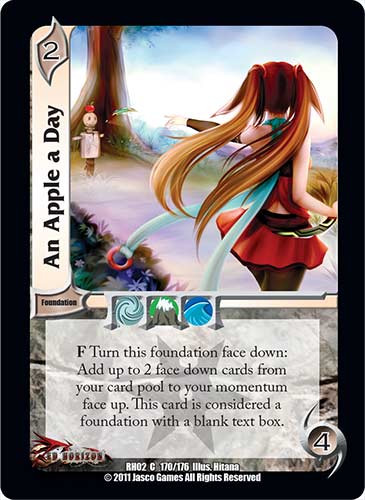 2
An Apple a Day
Foundation
F Turn this foundation face down:
Add up to 2 face down cards from
your card pool to your momentum
face up. This card is considered a
foundation with a blank text box.
RED HORIZON
4
RH02 C 170/176 Illus. Hitana
© 2011 Jasco Games All Rights Reserved